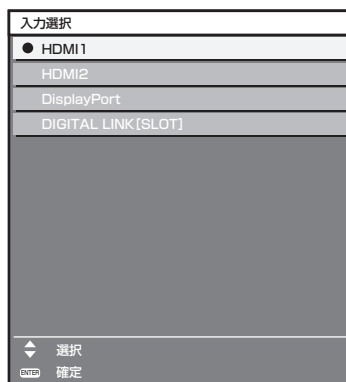 入力選択
HDMI1
HDMI2
DisplayPort
DIGITAL LINK[SLOT]
選択
ENTER 確定